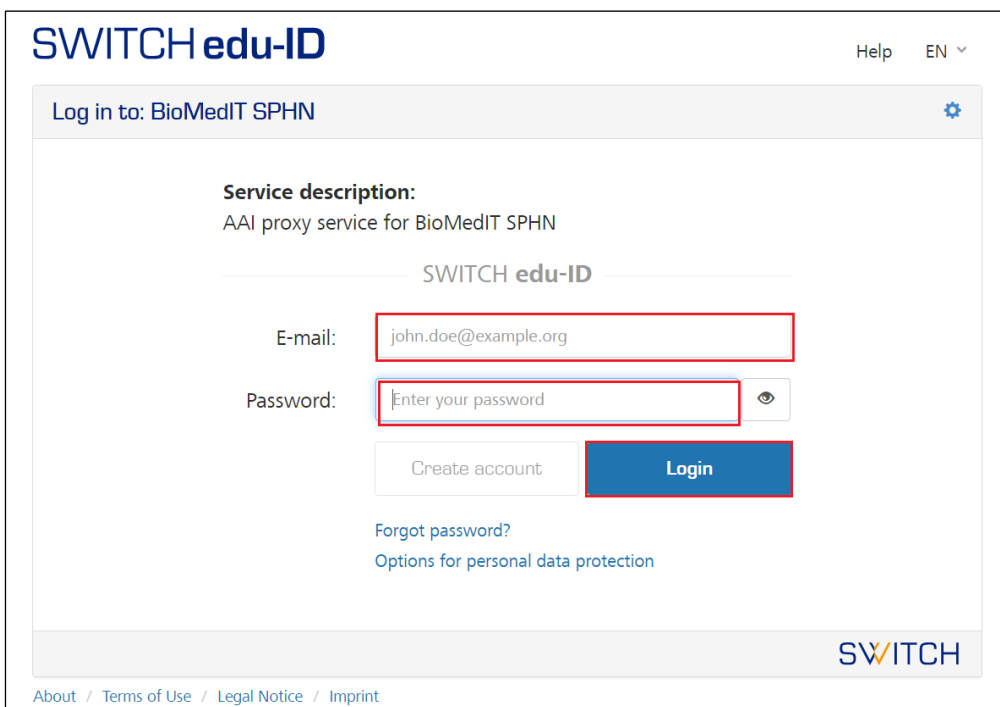 SWITCH edu-ID
Help EN
Log in to: BioMedIT SPHN
Service description:
AAI proxy service for BioMedIT SPHN
SWITCH edu-ID
E-mail: john.doe@example.org
Password: Enter your password
Create account Login
Forgot password?
Options for personal data protection
SWITCH
About / Terms of Use / Legal Notice / Imprint